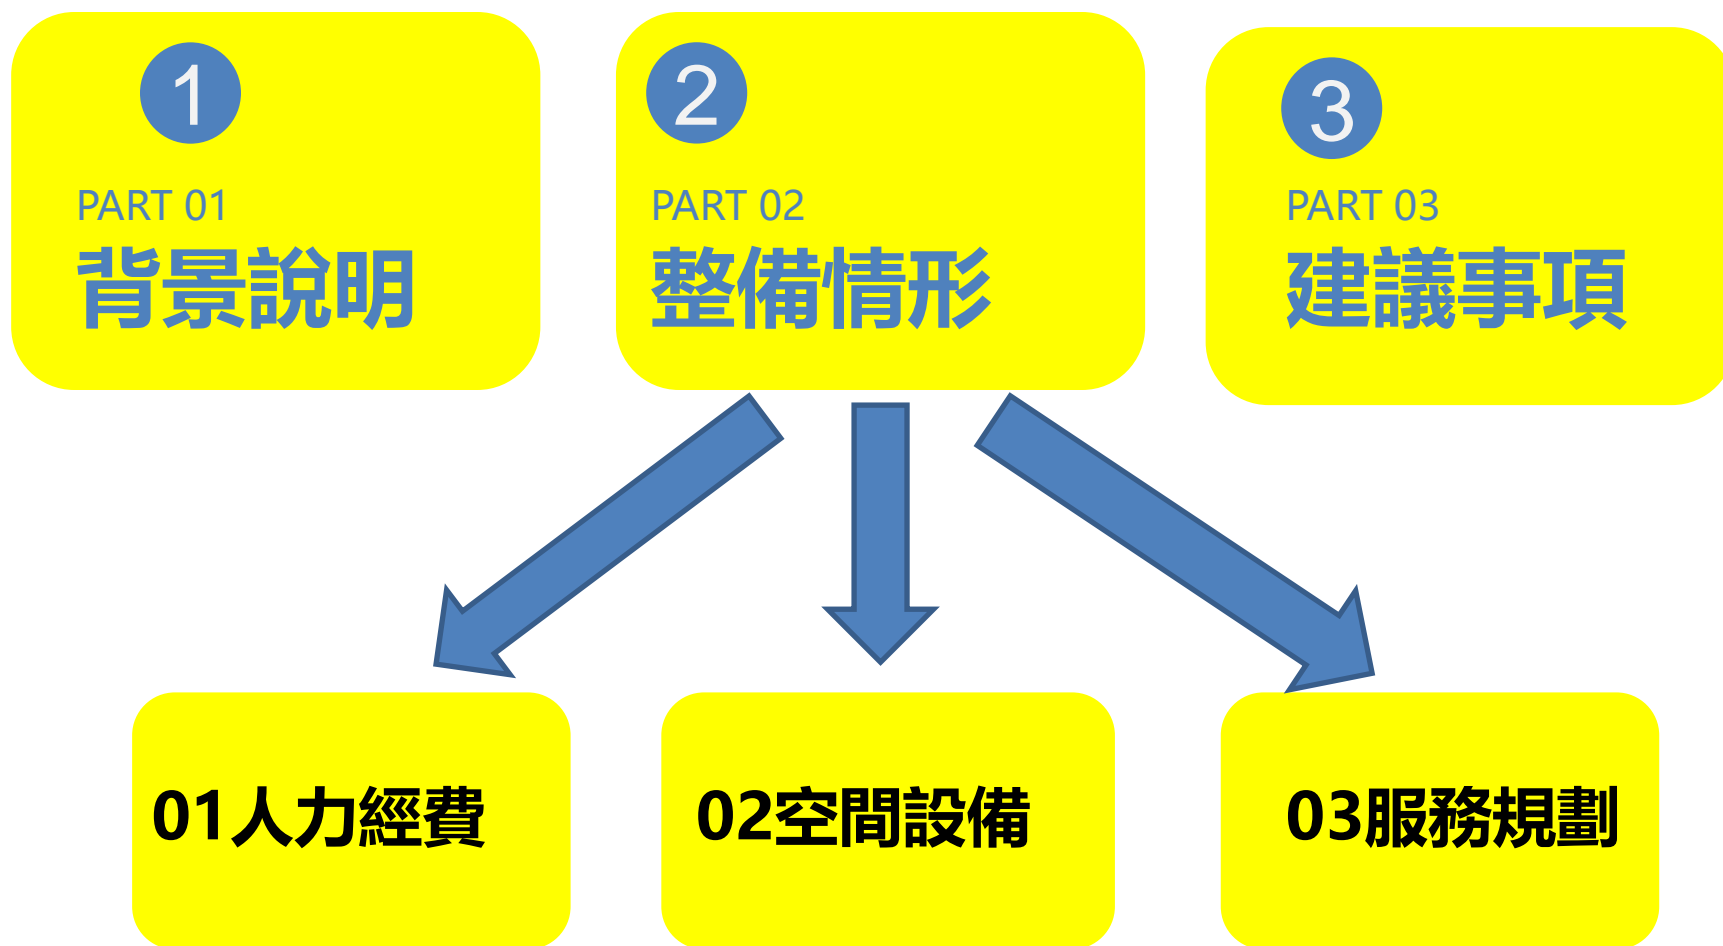 1
PART 01
背景說明
2
PART 02
整備情形
3
PART 03
建議事項
01人力經費
02空間設備
03服務規劃